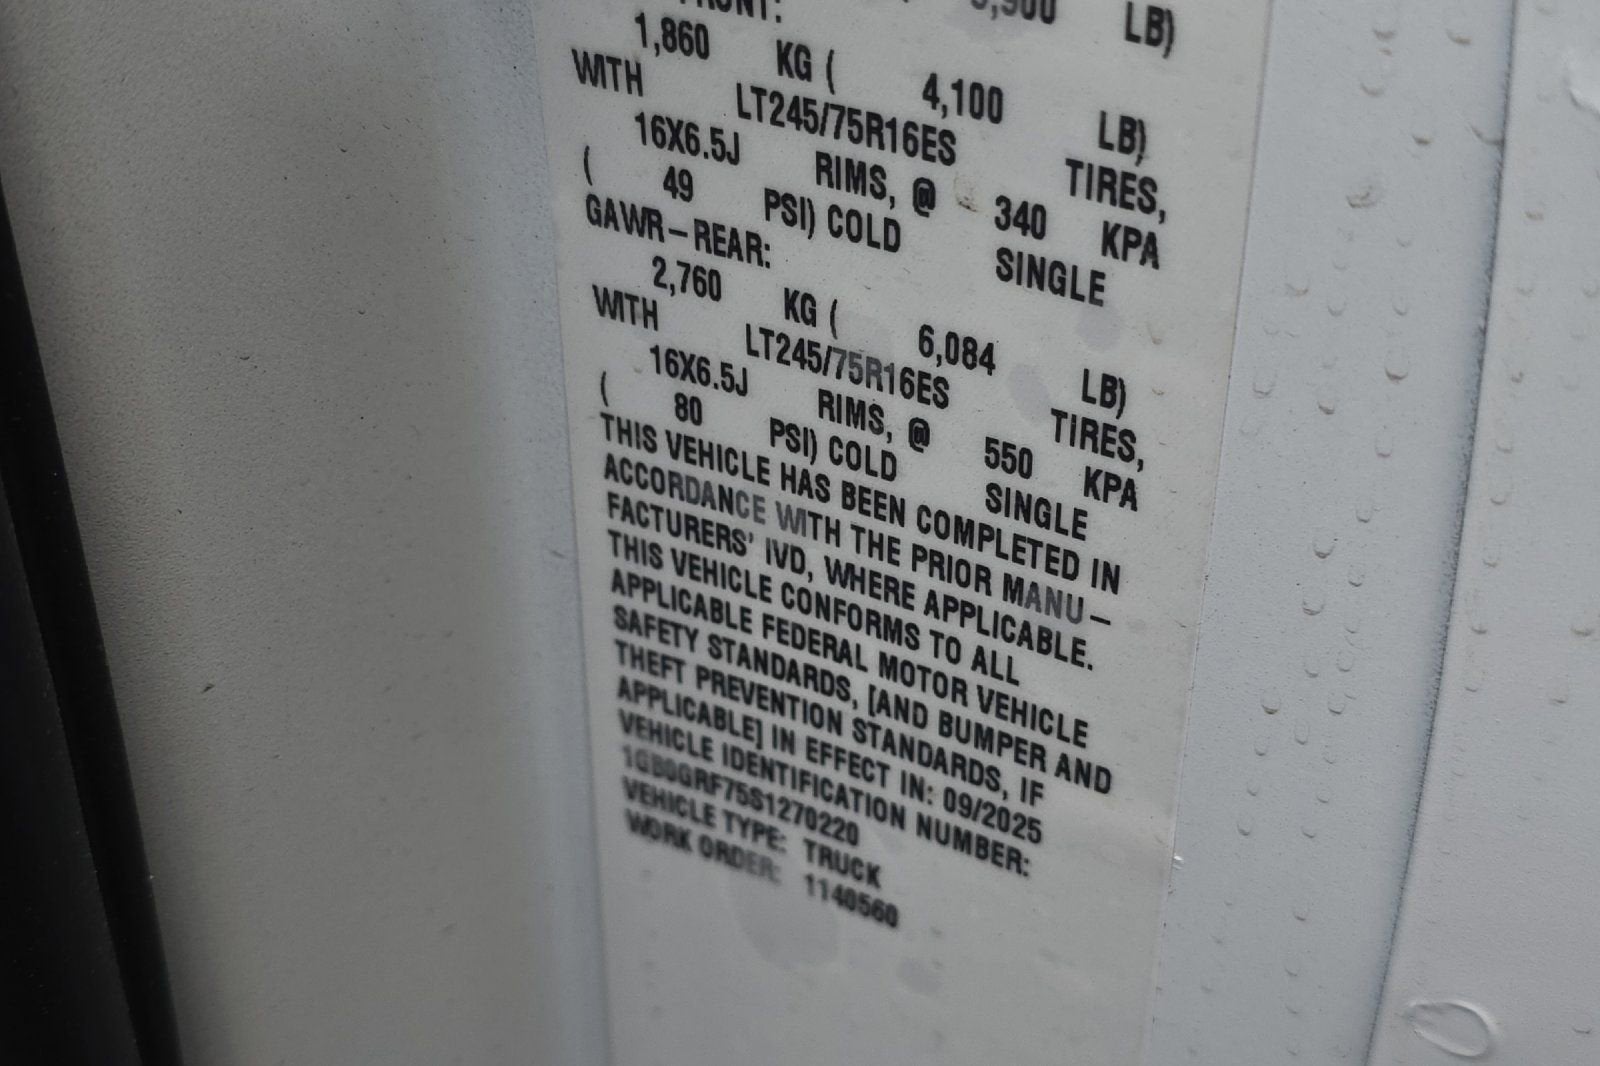 LB)
1,860 KG ( 4,100 LB)
WITH LT245/75R16ES TIRES,
16X6.5J RIMS, @ 340 KPA
( 49 PSI) COLD SINGLE
GAWR–REAR:
2,760 KG ( 6,084 LB)
WITH LT245/75R16ES TIRES,
16X6.5J RIMS, @ 550 KPA
( 80 PSI) COLD SINGLE
THIS VEHICLE HAS BEEN COMPLETED IN
ACCORDANCE WITH THE PRIOR MANU–
FACTURERS' IVD, WHERE APPLICABLE.
THIS VEHICLE CONFORMS TO ALL
APPLICABLE FEDERAL MOTOR VEHICLE
SAFETY STANDARDS, [AND BUMPER AND
THEFT PREVENTION STANDARDS, IF
APPLICABLE] IN EFFECT IN: 09/2025
VEHICLE IDENTIFICATION NUMBER:
1GB0GRF75S1270220
VEHICLE TYPE: TRUCK
WORK ORDER: 1140560